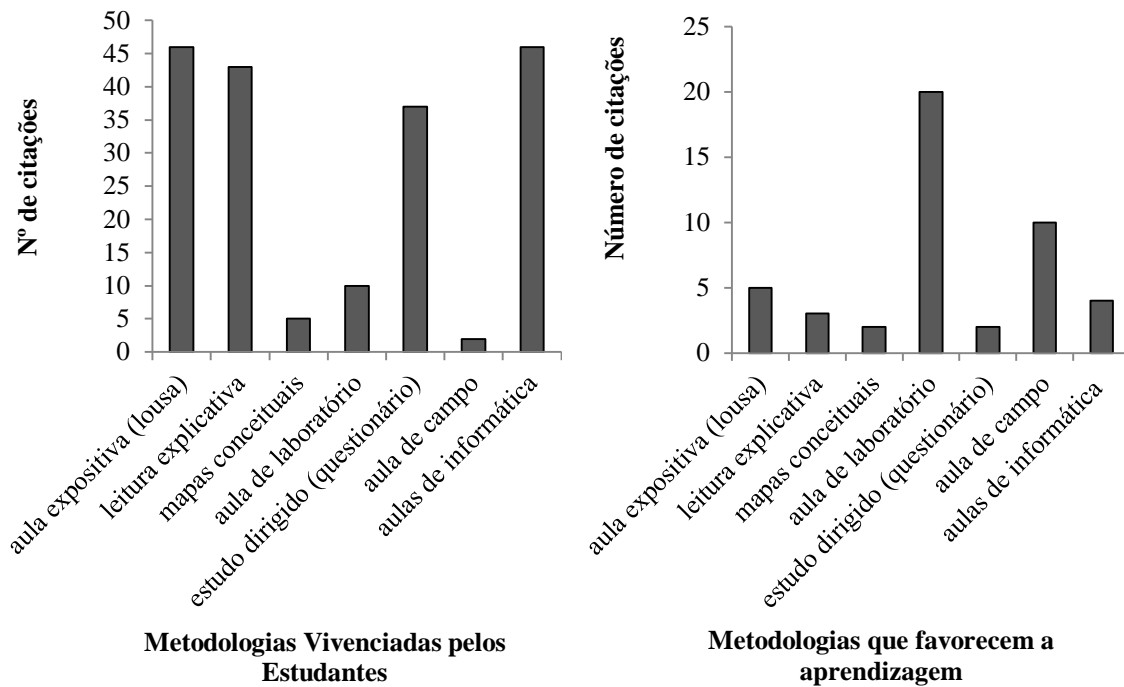 Nº de citações
50
45
40
35
30
25
20
15
10
5
0
aula expositiva (lousa)
leitura explicativa
mapas conceituais
aula de laboratório
estudo dirigido (questionário)
aula de campo
aulas de informática
Metodologias Vivenciadas pelos
Estudantes
Número de citações
25
20
15
10
5
0
aula expositiva (lousa)
leitura explicativa
mapas conceituais
aula de laboratório
estudo dirigido (questionário)
aula de campo
aulas de informática
Metodologias que favorecem a
aprendizagem